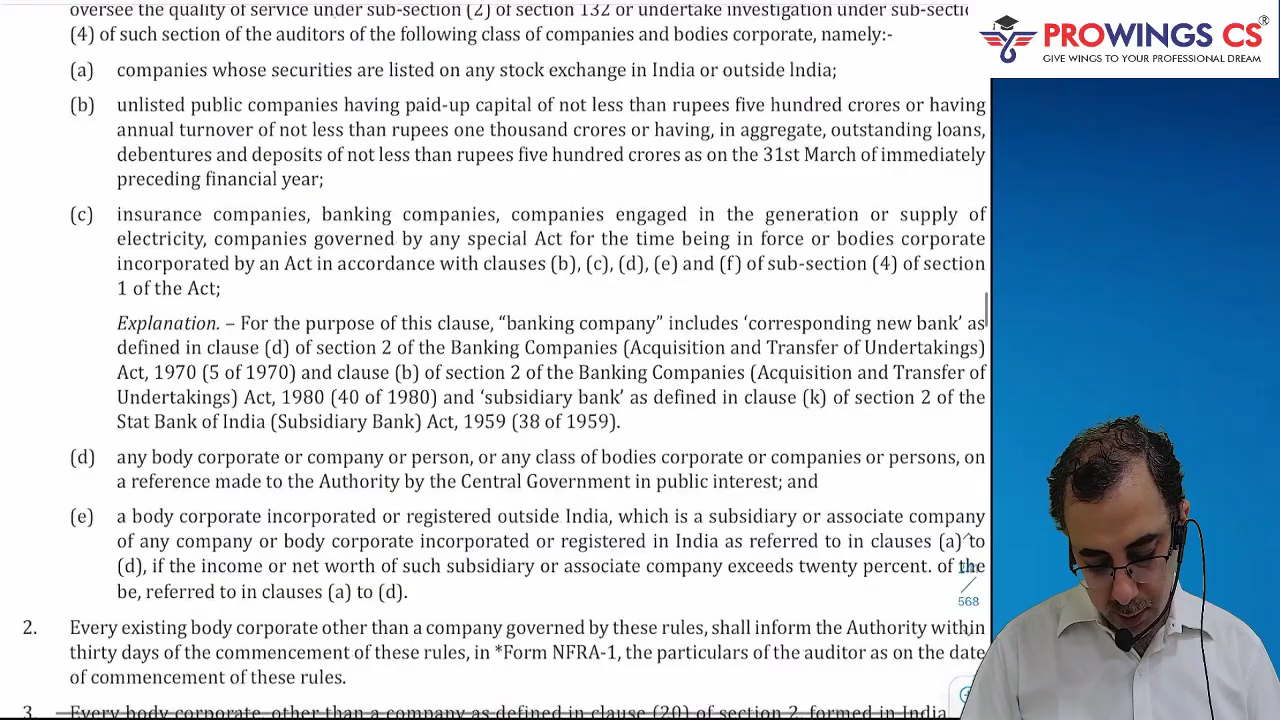 oversee the quality of service under sub-section (2) of section 132 or undertake investigation under
(4) of such section of the auditors of the following class of companies and bodies corporate, namely:-
PROWINGS CS
GIVE WINGS TO YOUR PROFESSIONAL DREAM
(a) companies whose securities are listed on any stock exchange in India or outside lndia;
(b) unlisted public companies having paid-up capital of not less than rupees five hundred crores or having
annual turnover of not less than rupees one thousand crores or having, in aggregate, outstanding loans,
debentures and deposits of not less than rupees five hundred crores as on the 31st March of immediately
preceding financial year;
(c) insurance companies, banking companies, companies engaged in the generation or supply of
electricity, companies governed by any special Act for the time being in force or bodies corporate
incorporated by an Act in accordance with clauses (b), (c), (d), (e) and (f) of sub-section (4) of section
1 of the Act;
Explanation. – For the purpose of this clause, “banking company” includes ‘corresponding new bank’ as
defined in clause (d) of section 2 of the Banking Companies (Acquisition and Transfer of Undertakings)
Act, 1970 (5 of 1970) and clause (b) of section 2 of the Banking Companies (Acquisition and Transfer of
Undertakings) Act, 1980 (40 of 1980) and ‘subsidiary bank’ as defined in clause (k) of section 2 of the
Stat Bank of India (Subsidiary Bank) Act, 1959 (38 of 1959).
(d) any body corporate or company or person, or any class of bodies corporate or companies or persons, on
a reference made to the Authority by the Central Government in public interest; and
(e) a body corporate incorporated or registered outside India, which is a subsidiary or associate company
of any company or body corporate incorporated or registered in India as referred to in clauses (a) to
(d), if the income or net worth of such subsidiary or associate company exceeds twenty percent. of the
be, referred to in clauses (a) to (d).
568
2. Every existing body corporate other than a company governed by these rules, shall inform the Authority within
thirty days of the commencement of these rules, in *Form NFRA-1, the particulars of the auditor as on the date
of commencement of these rules.
3. Every body corporate, other than a company as defined in clause (20) of section 2, formed in India